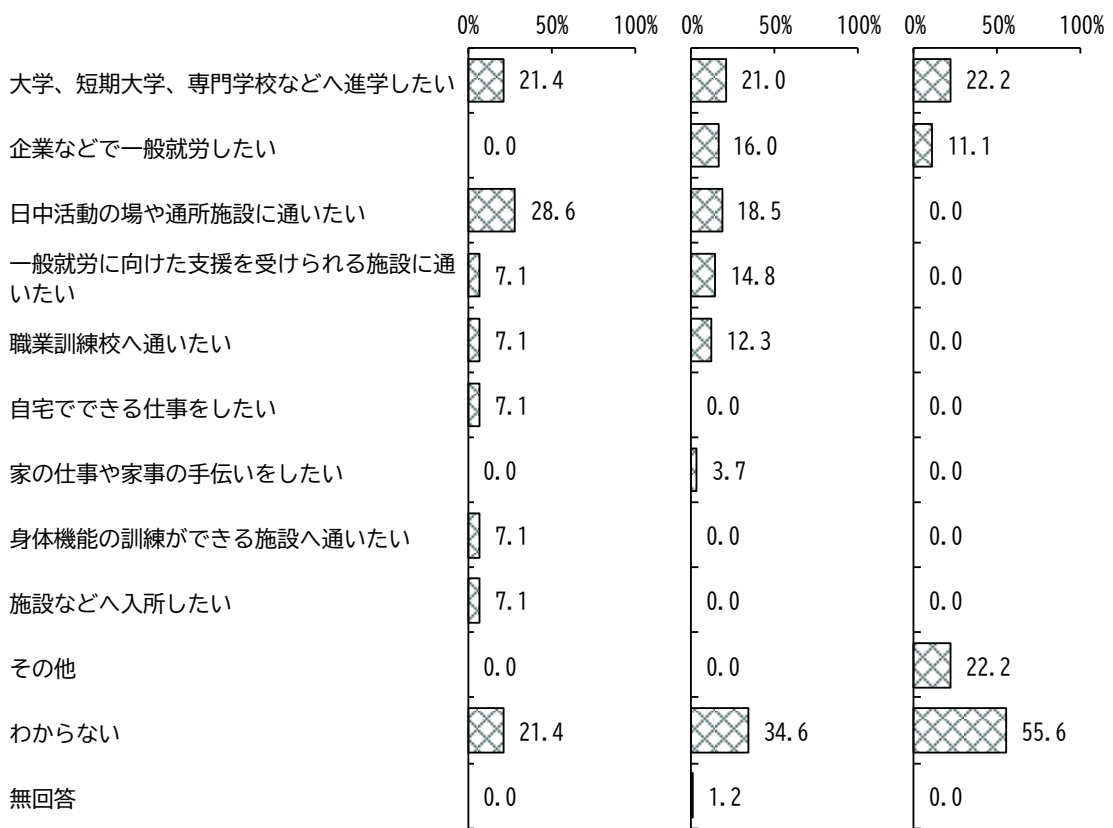 0% 50% 100% 0% 50% 100% 0% 50% 100%
大学、短期大学、専門学校などへ進学したい 21.4 21.0 22.2
企業などで一般就労したい 0.0 16.0 11.1
日中活動の場や通所施設に通いたい 28.6 18.5 0.0
一般就労に向けた支援を受けられる施設に通
いたい 7.1 14.8 0.0
職業訓練校へ通いたい 7.1 12.3 0.0
自宅でできる仕事をしたい 7.1 0.0 0.0
家の仕事や家事の手伝いをしたい 0.0 3.7 0.0
身体機能の訓練ができる施設へ通いたい 7.1 0.0 0.0
施設などへ入所したい 7.1 0.0 0.0
その他 0.0 0.0 22.2
わからない 21.4 34.6 55.6
無回答 0.0 1.2 0.0